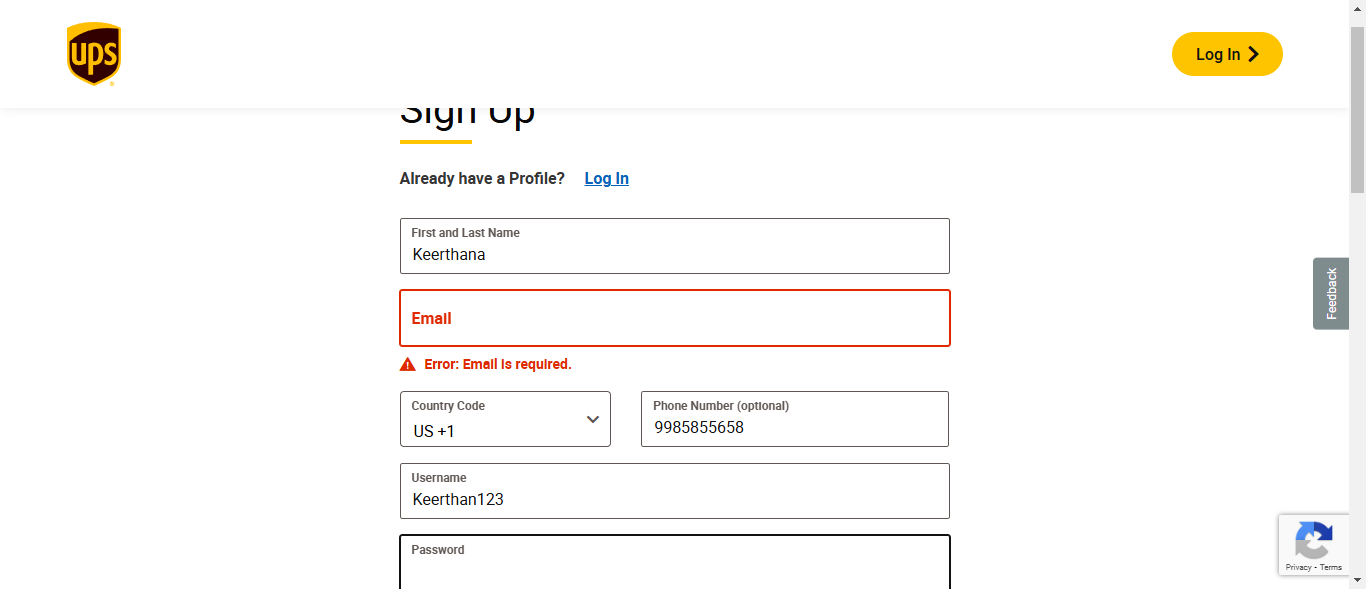 ups
Log In
Sign Up
Already have a Profile? Log In
First and Last Name
Keerthana
Email
Error: Email is required.
Country Code
US +1
Phone Number (optional)
9985855658
Username
Keerthan123
Password
Feedback
Privacy - Terms